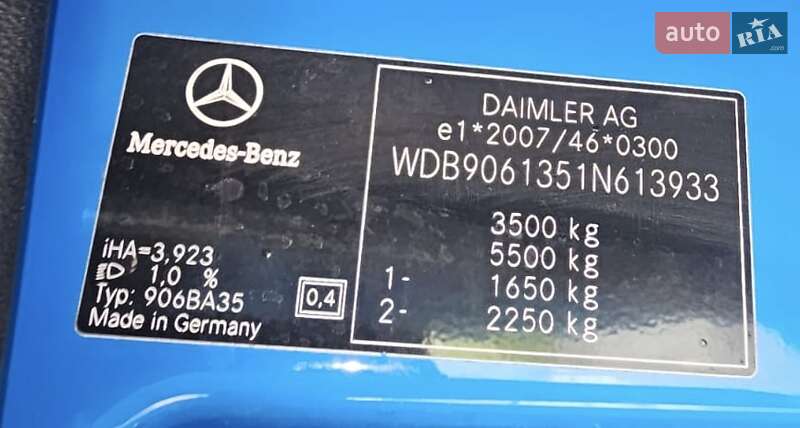 auto RIA
Mercedes-Benz
iHA=3,923
1,0 %
Typ: 906BA35
Made in Germany
0,4
DAIMLER AG
e1*2007/46*0300
WDB9061351N613933
3500 kg
5500 kg
1- 1650 kg
2- 2250 kg